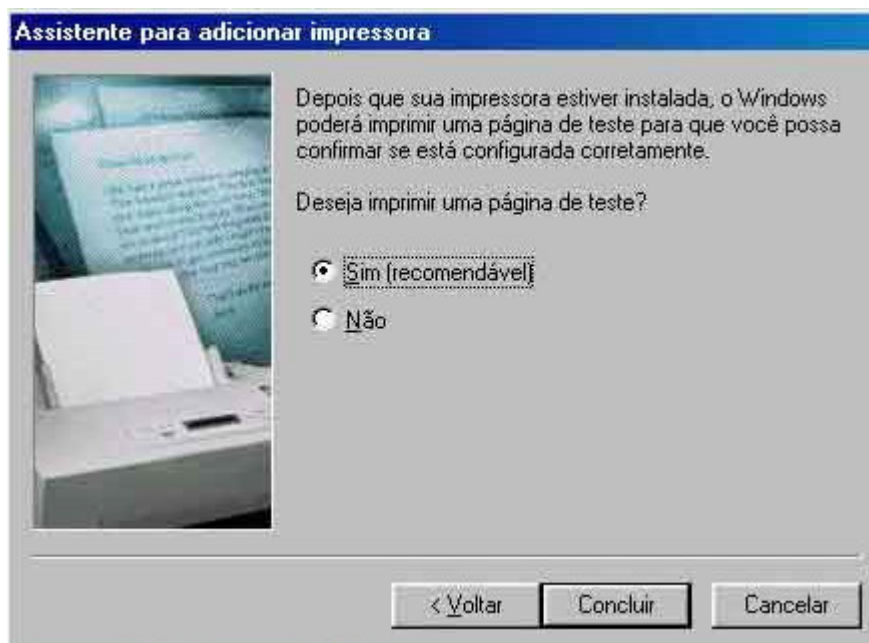 Assistente para adicionar impressora
Depois que sua impressora estiver instalada, o Windows
poderá imprimir uma página de teste para que você possa
confirmar se está configurada corretamente.
Deseja imprimir uma página de teste?
Sim (recomendável)
Não
< Voltar
Concluir
Cancelar